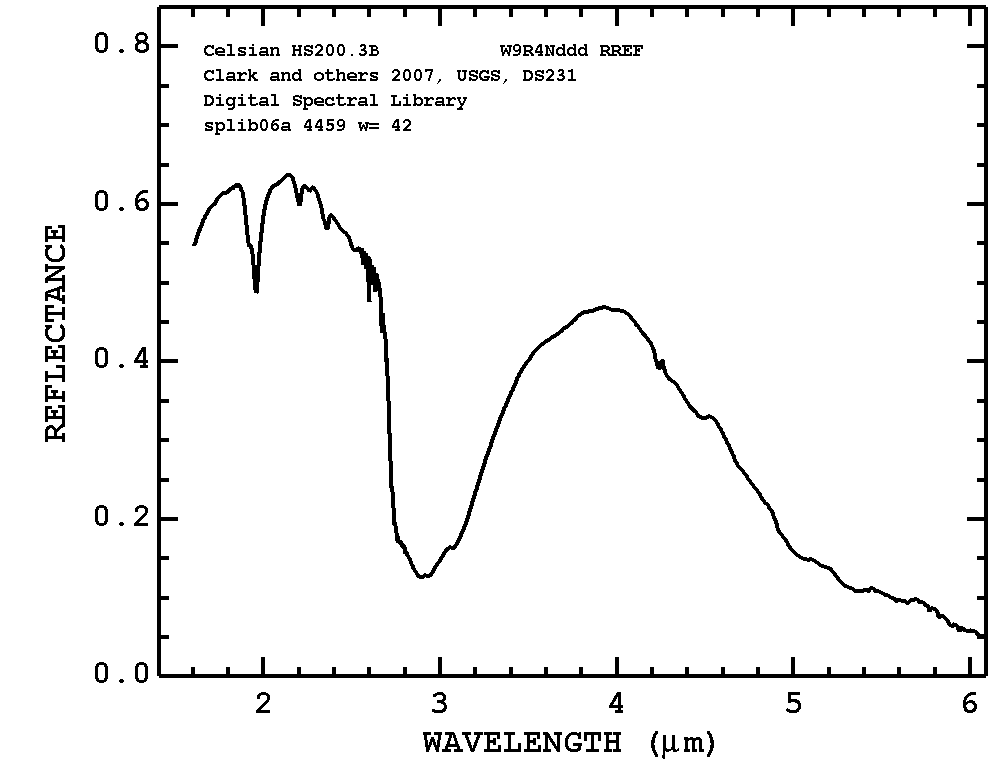 Celsian HS200.3B W9R4Nddd RREF
Clark and others 2007, USGS, DS231
Digital Spectral Library
splib06a 4459 w= 42
REFLECTANCE
0.8
0.6
0.4
0.2
0.0
2 3 4 5 6
WAVELENGTH (μm)